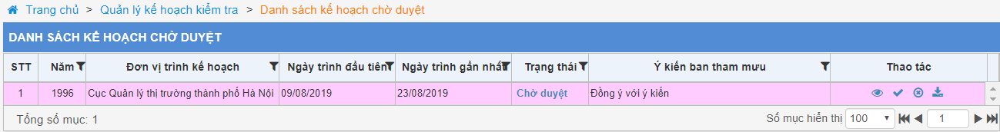 Trang chủ > Quản lý kế hoạch kiểm tra > Danh sách kế hoạch chờ duyệt
DANH SÁCH KẾ HOẠCH CHỜ DUYỆT
STT Năm Đơn vị trình kế hoạch Ngày trình đầu tiên Ngày trình gần nhất Trạng thái Ý kiến ban tham mưu Thao tác
1 1996 Cục Quản lý thị trường thành phố Hà Nội 09/08/2019 23/08/2019 Chờ duyệt Đồng ý với ý kiến
Tổng số mục: 1 Số mục hiển thị 100 1